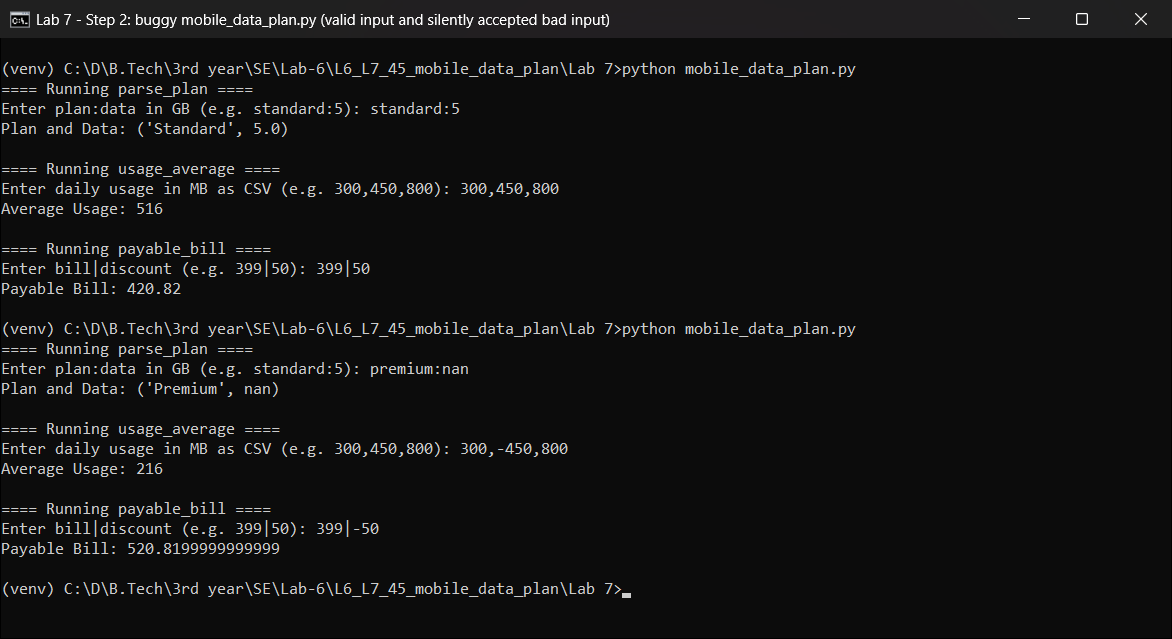 Lab 7 - Step 2: buggy mobile_data_plan.py (valid input and silently accepted bad input)
(venv) C:\D\B.Tech\3rd year\SE\Lab-6\L6_L7_45_mobile_data_plan\Lab 7>python mobile_data_plan.py
==== Running parse_plan ====
Enter plan:data in GB (e.g. standard:5): standard:5
Plan and Data: ('Standard', 5.0)
==== Running usage_average ====
Enter daily usage in MB as CSV (e.g. 300,450,800): 300,450,800
Average Usage: 516
==== Running payable_bill ====
Enter bill|discount (e.g. 399|50): 399|50
Payable Bill: 420.82
(venv) C:\D\B.Tech\3rd year\SE\Lab-6\L6_L7_45_mobile_data_plan\Lab 7>python mobile_data_plan.py
==== Running parse_plan ====
Enter plan:data in GB (e.g. standard:5): premium:nan
Plan and Data: ('Premium', nan)
==== Running usage_average ====
Enter daily usage in MB as CSV (e.g. 300,450,800): 300,-450,800
Average Usage: 216
==== Running payable_bill ====
Enter bill|discount (e.g. 399|50): 399|-50
Payable Bill: 520.8199999999999
(venv) C:\D\B.Tech\3rd year\SE\Lab-6\L6_L7_45_mobile_data_plan\Lab 7>